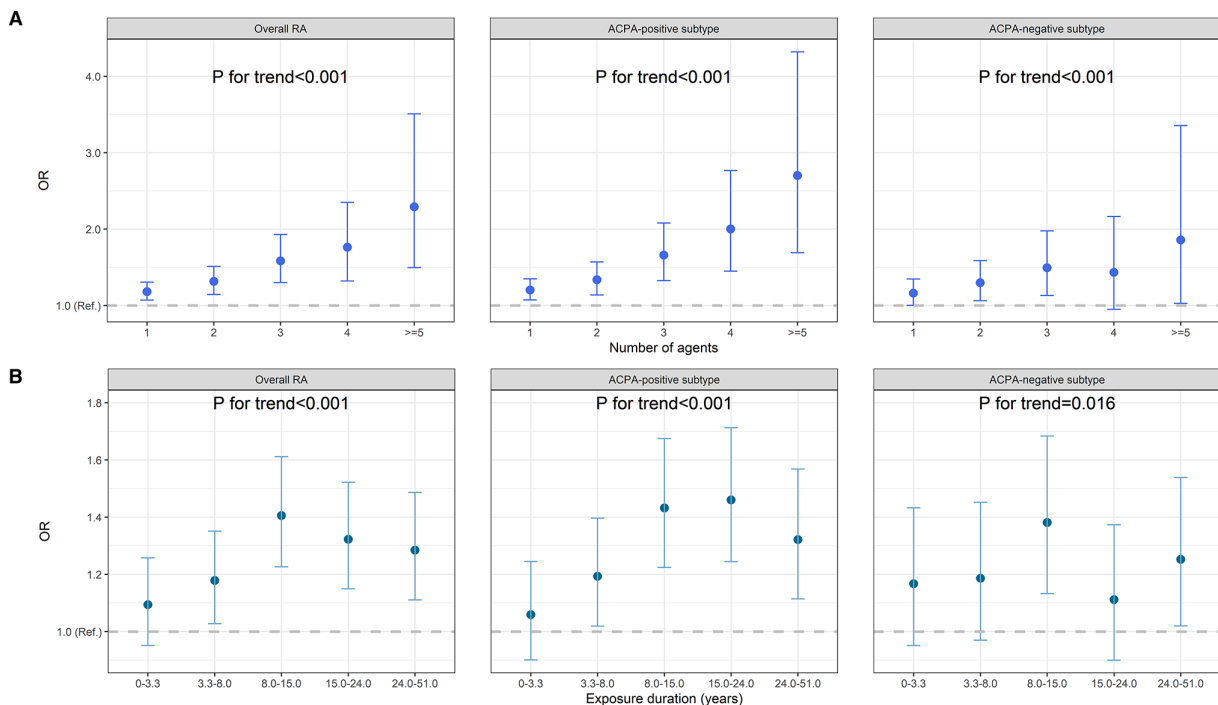 A
Overall RA
ACPA-positive subtype
ACPA-negative subtype
P for trend<0.001
P for trend<0.001
P for trend<0.001
4.0
3.0
2.0
1.0 (Ref.)
OR
1 2 3 4 >=5
1 2 3 4 >=5
1 2 3 4 >=5
Number of agents
B
Overall RA
ACPA-positive subtype
ACPA-negative subtype
P for trend<0.001
P for trend<0.001
P for trend=0.016
1.8
1.6
1.4
1.2
1.0 (Ref.)
OR
0-3.3 3.3-8.0 8.0-15.0 15.0-24.0 24.0-51.0
0-3.3 3.3-8.0 8.0-15.0 15.0-24.0 24.0-51.0
0-3.3 3.3-8.0 8.0-15.0 15.0-24.0 24.0-51.0
Exposure duration (years)